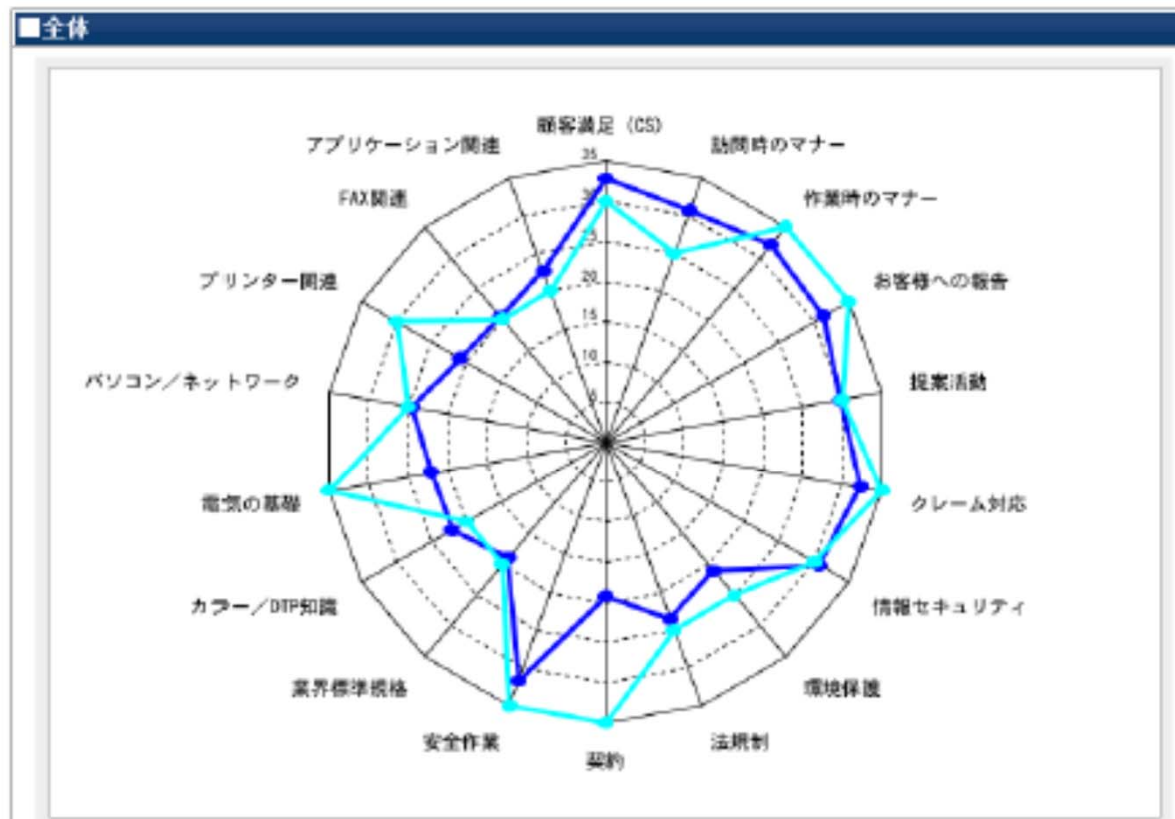 ■全体
顧客満足（CS）
訪問時のマナー
作業時のマナー
お客様への報告
提案活動
クレーム対応
情報セキュリティ
環境保護
法規制
契約
安全作業
業界標準規格
カラー／DTP知識
電気の基礎
パソコン／ネットワーク
プリンター関連
FAX関連
アプリケーション関連
35
30
25
20
15
10
5